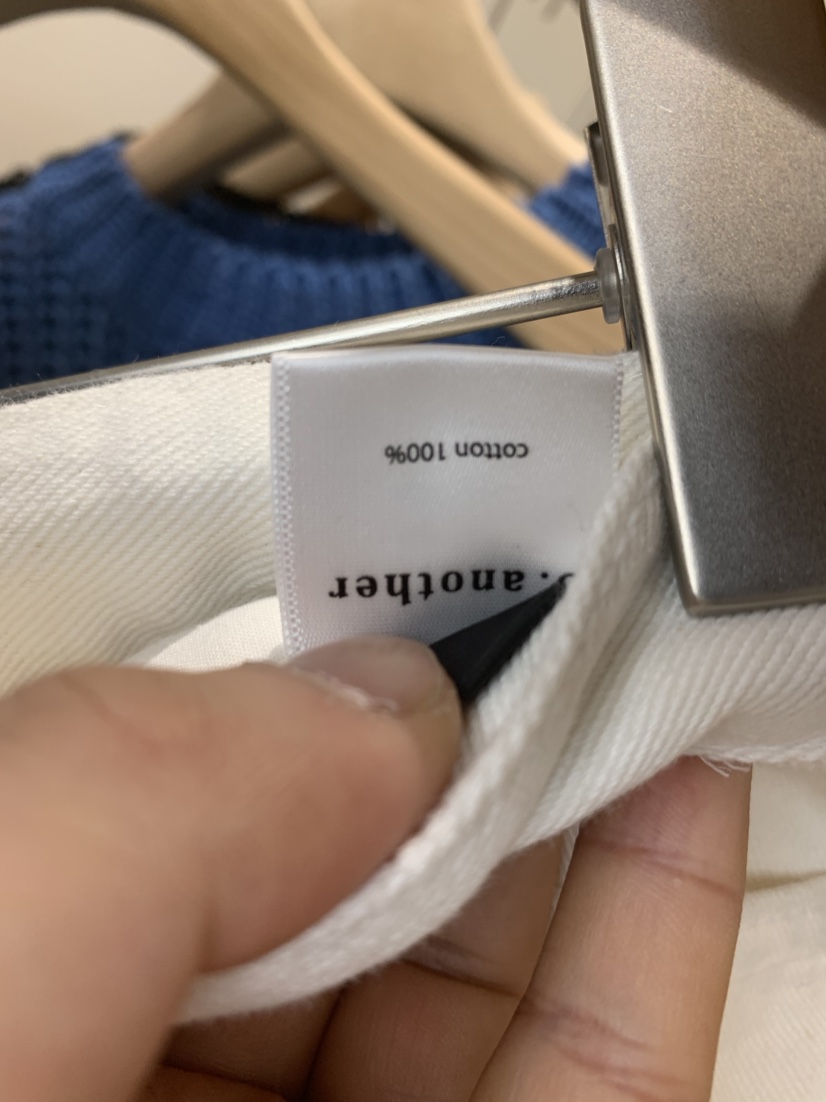 . another
cotton 100%